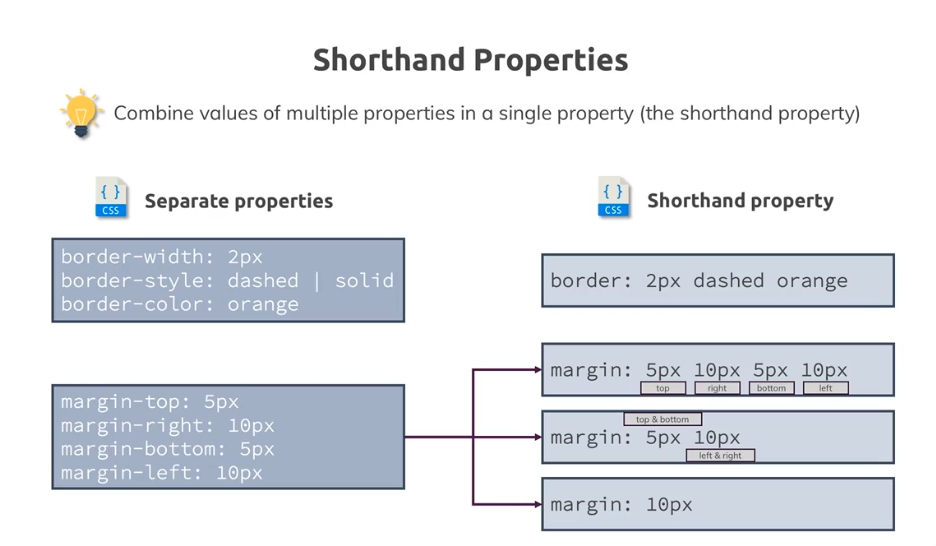 Shorthand Properties
Combine values of multiple properties in a single property (the shorthand property)
{ }
CSS
Separate properties
border-width: 2px
border-style: dashed | solid
border-color: orange
margin-top: 5px
margin-right: 10px
margin-bottom: 5px
margin-left: 10px
{ }
CSS
Shorthand property
border: 2px dashed orange
margin: 5px 10px 5px 10px
top right bottom left
top & bottom
margin: 5px 10px
left & right
margin: 10px